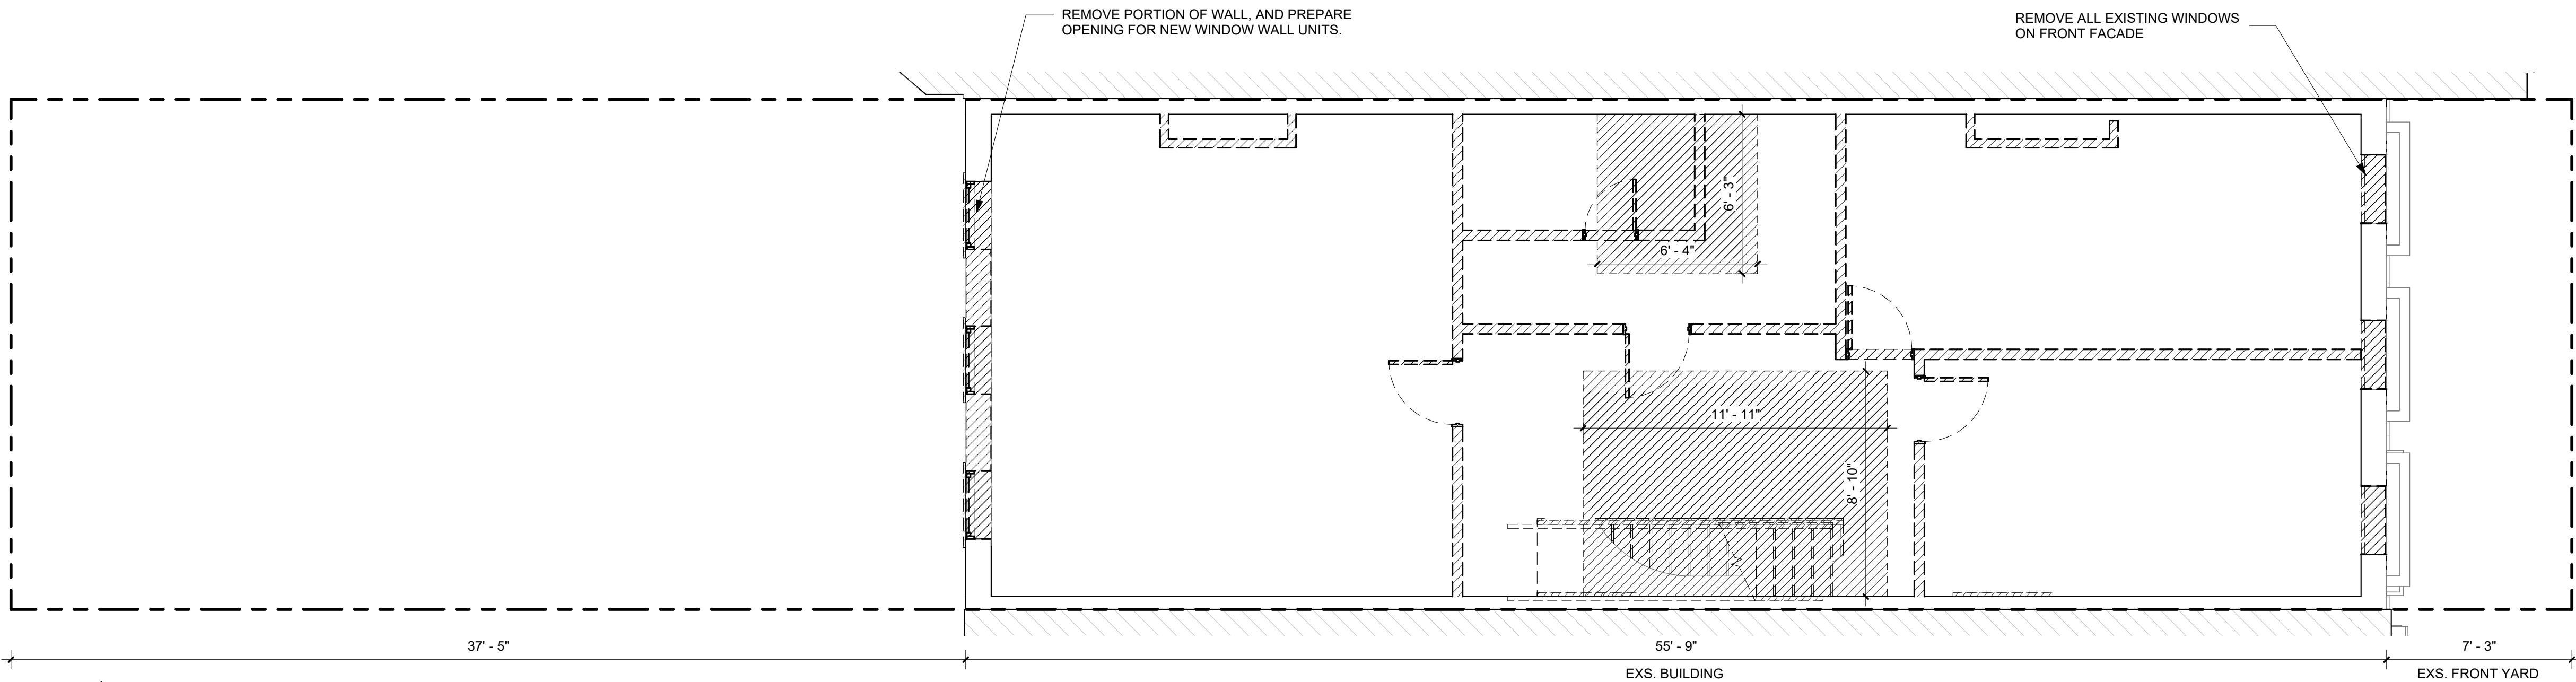 REMOVE PORTION OF WALL, AND PREPARE
OPENING FOR NEW WINDOW WALL UNITS.
REMOVE ALL EXISTING WINDOWS
ON FRONT FACADE
6' - 3"
6' - 4"
11' - 11"
8' - 10"
37' - 5"
55' - 9"
7' - 3"
EXS. BUILDING
EXS. FRONT YARD